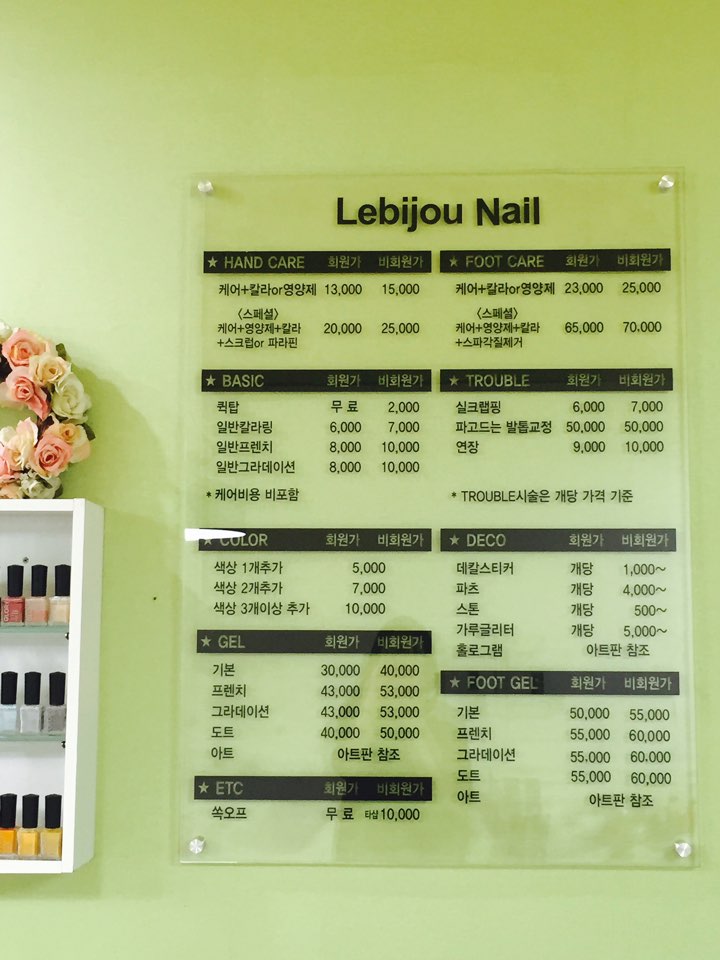 Lebijou Nail
★ HAND CARE 회원가 비회원가
케어+칼라or영양제 13,000 15,000
〈스페셜〉
케어+영양제+칼라 20,000 25,000
+스크럽or 파라핀
★ BASIC 회원가 비회원가
퀵탑 무 료 2,000
일반칼라링 6,000 7,000
일반프렌치 8,000 10,000
일반그라데이션 8,000 10,000
* 케어비용 비포함
★ COLOR 회원가 비회원가
색상 1개추가 5,000
색상 2개추가 7,000
색상 3개이상 추가 10,000
★ GEL 회원가 비회원가
기본 30,000 40,000
프렌치 43,000 53,000
그라데이션 43,000 53,000
도트 40,000 50,000
아트 아트판 참조
★ ETC 회원가 비회원가
쏙오프 무 료 타샵10,000
★ FOOT CARE 회원가 비회원가
케어+칼라or영양제 23,000 25,000
〈스페셜〉
케어+영양제+칼라 65,000 70,000
+스파각질제거
★ TROUBLE 회원가 비회원가
실크랩핑 6,000 7,000
파고드는 발톱교정 50,000 50,000
연장 9,000 10,000
* TROUBLE시술은 개당 가격 기준
★ DECO 회원가 비회원가
데칼스티커 개당 1,000~
파츠 개당 4,000~
스톤 개당 500~
가루글리터 개당 5,000~
홀로그램 아트판 참조
★ FOOT GEL 회원가 비회원가
기본 50,000 55,000
프렌치 55,000 60,000
그라데이션 55,000 60,000
도트 55,000 60,000
아트 아트판 참조